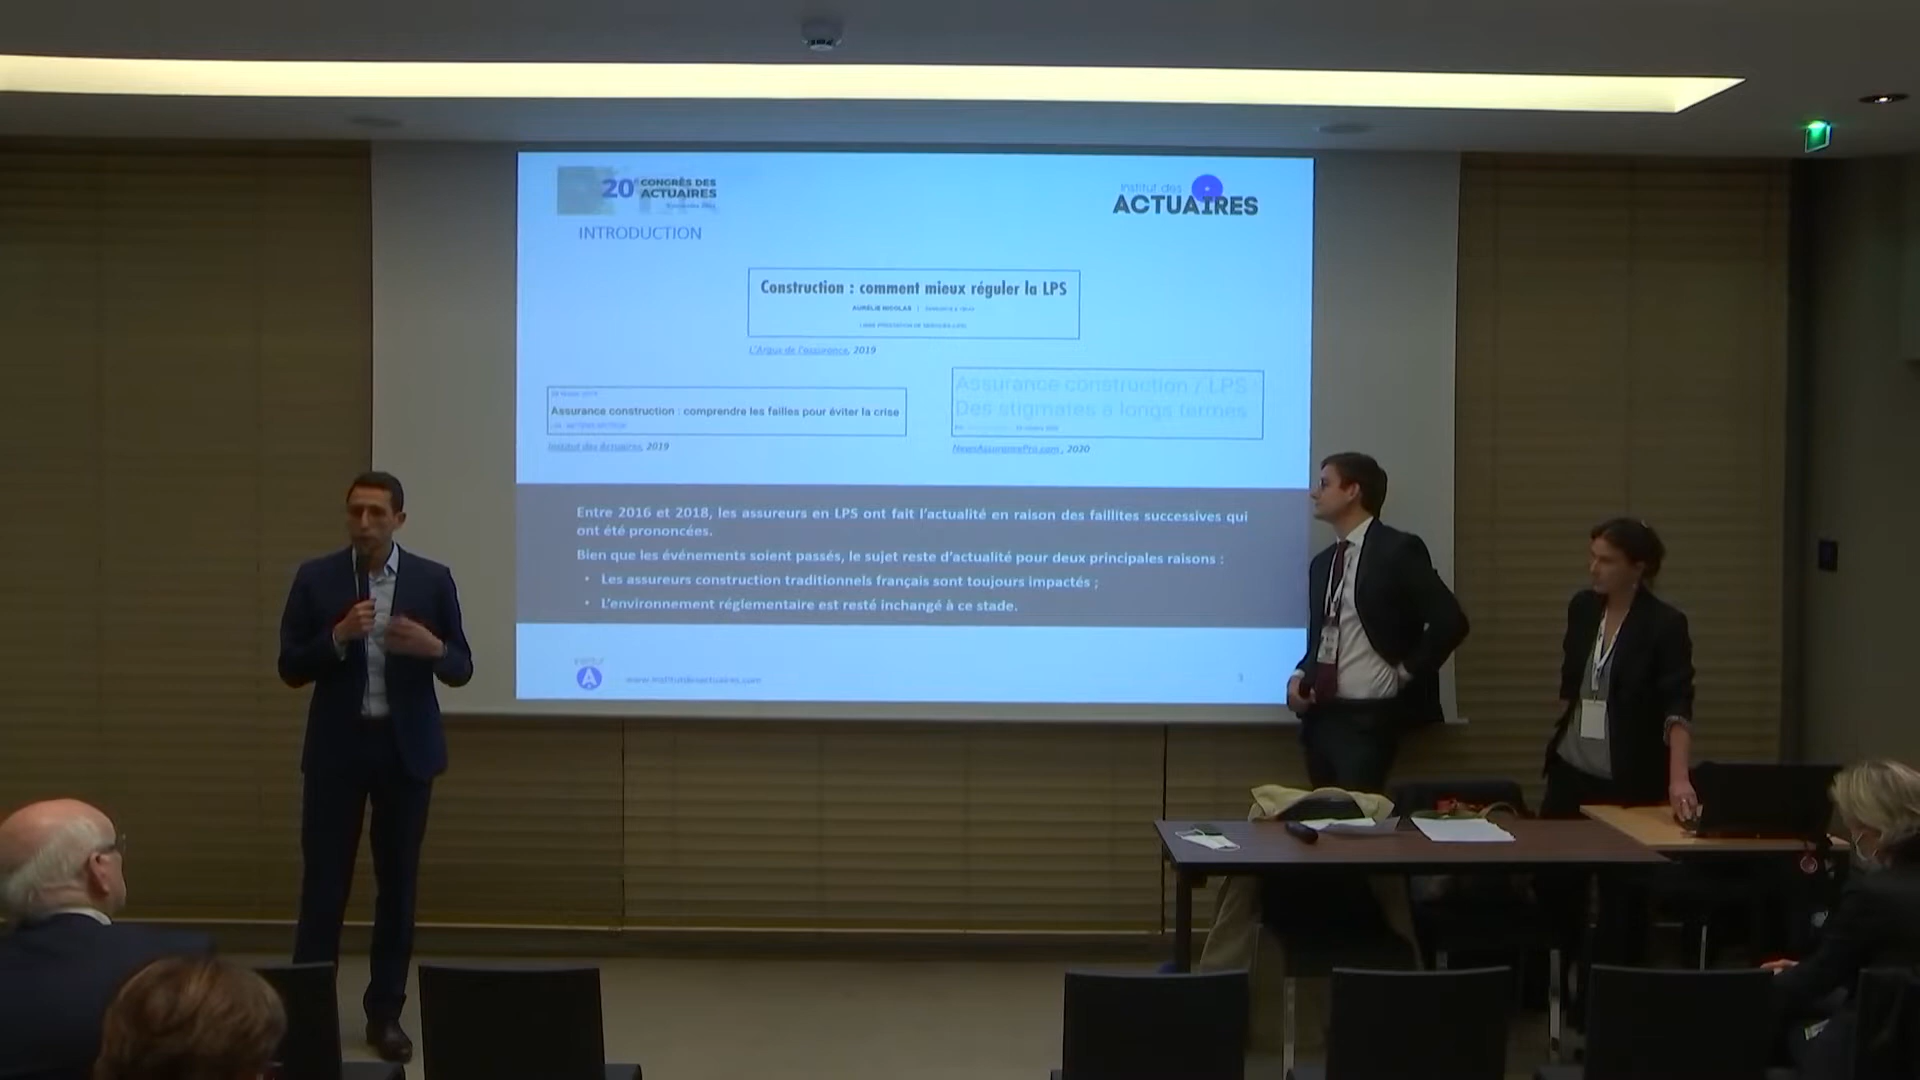 20e CONGRÈS DES
ACTUAIRES
Institut des
ACTUAIRES
INTRODUCTION
Construction : comment mieux réguler la LPS
AURÉLIE NICOLAS
L'Argus de l'assurance, 2019
Assurance construction : comprendre les failles pour éviter la crise
Institut des Actuaires, 2019
Assurance construction / LPS :
Des stigmates à longs termes
NewsAssurancePro.com, 2020
Entre 2016 et 2018, les assureurs en LPS ont fait l'actualité en raison des faillites successives qui
ont été prononcées.
Bien que les événements soient passés, le sujet reste d'actualité pour deux principales raisons :
• Les assureurs construction traditionnels français sont toujours impactés ;
• L'environnement réglementaire est resté inchangé à ce stade.
A
www.institutdesactuaires.com
3